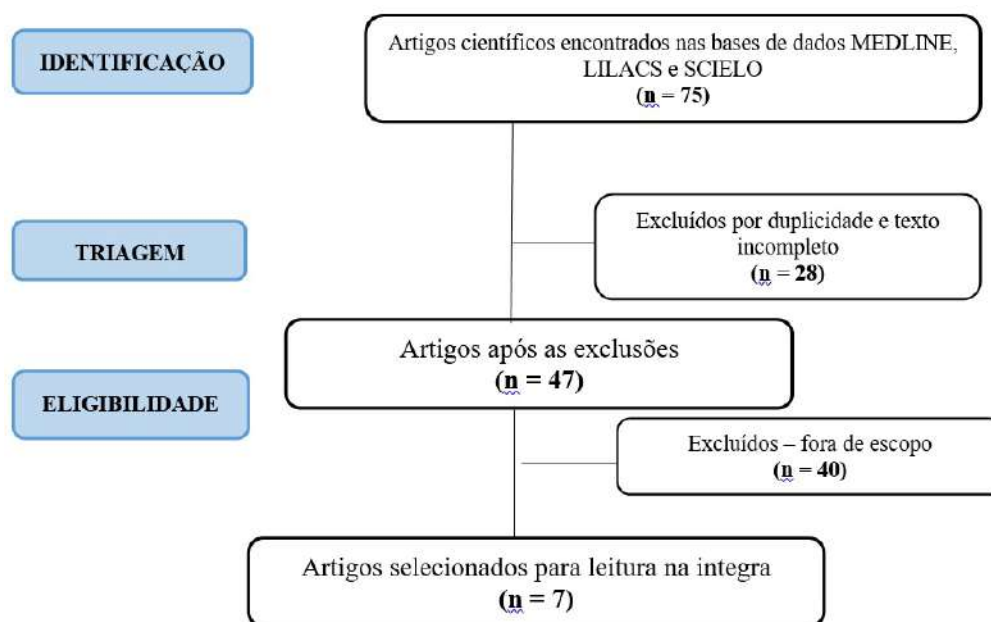 IDENTIFICAÇÃO
Artigos científicos encontrados nas bases de dados MEDLINE,
LILACS e SCIELO
(n = 75)
TRIAGEM
Excluídos por duplicidade e texto
incompleto
(n = 28)
Artigos após as exclusões
(n = 47)
ELIGIBILIDADE
Excluídos – fora de escopo
(n = 40)
Artigos selecionados para leitura na integra
(n = 7)